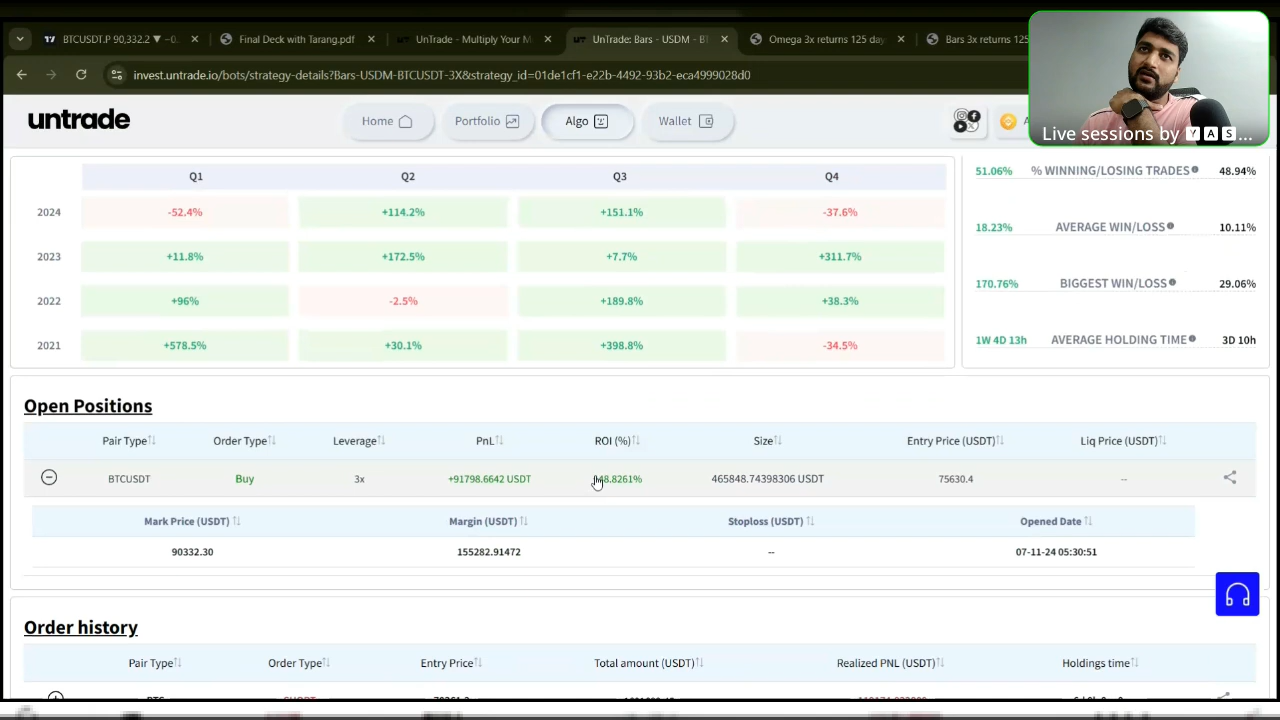 BTCUSDT.P 90,332.2 ▼ −0.
Final Deck with Tarang.pdf
UnTrade - Multiply Your M
UnTrade: Bars - USDM - BT
Omega 3x returns 125 day
Bars 3x returns 125
invest.untrade.io/bots/strategy-details?Bars-USDM-BTCUSDT-3X&strategy_id=01de1cf1-e22b-4492-93b2-eca4999028d0
Live sessions by YAS...
untrade
Home
Portfolio
Algo
Wallet
Q1 Q2 Q3 Q4
2024 -52.4% +114.2% +151.1% -37.6%
2023 +11.8% +172.5% +7.7% +311.7%
2022 +96% -2.5% +189.8% +38.3%
2021 +578.5% +30.1% +398.8% -34.5%
51.06% % WINNING/LOSING TRADES 48.94%
18.23% AVERAGE WIN/LOSS 10.11%
170.76% BIGGEST WIN/LOSS 29.06%
1W 4D 13h AVERAGE HOLDING TIME 3D 10h
Open Positions
Pair Type Order Type Leverage PnL ROI (%) Size Entry Price (USDT) Liq Price (USDT)
BTCUSDT Buy 3x +91798.6642 USDT 8.8261% 465848.74398306 USDT 75630.4 --
Mark Price (USDT) Margin (USDT) Stoploss (USDT) Opened Date
90332.30 155282.91472 -- 07-11-24 05:30:51
Order history
Pair Type Order Type Entry Price Total amount (USDT) Realized PNL (USDT) Holdings time